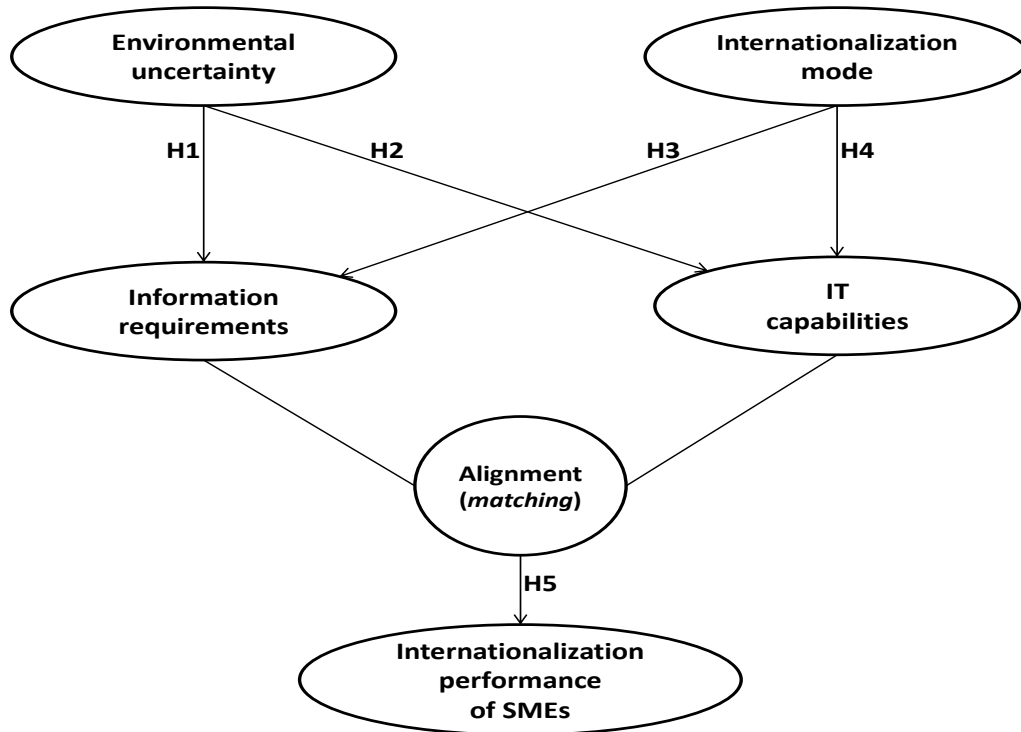 Environmental
uncertainty
Internationalization
mode
H1
H2
H3
H4
Information
requirements
IT
capabilities
Alignment
(matching)
H5
Internationalization
performance
of SMEs